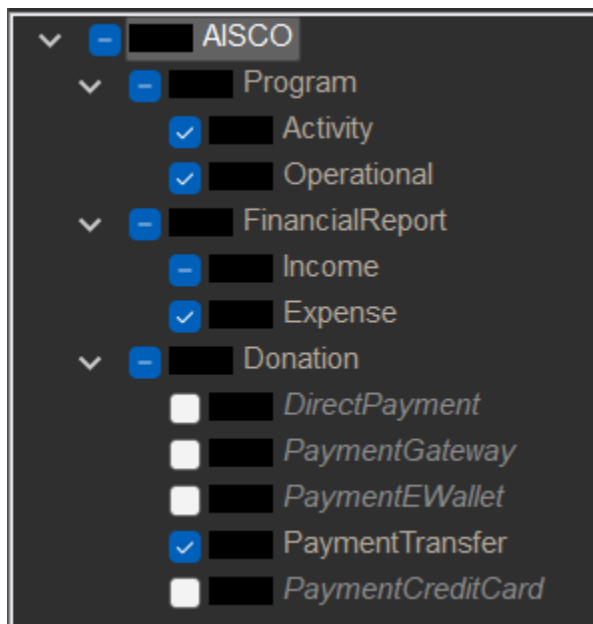 AISCO
Program
Activity
Operational
FinancialReport
Income
Expense
Donation
DirectPayment
PaymentGateway
PaymentEWallet
PaymentTransfer
PaymentCreditCard